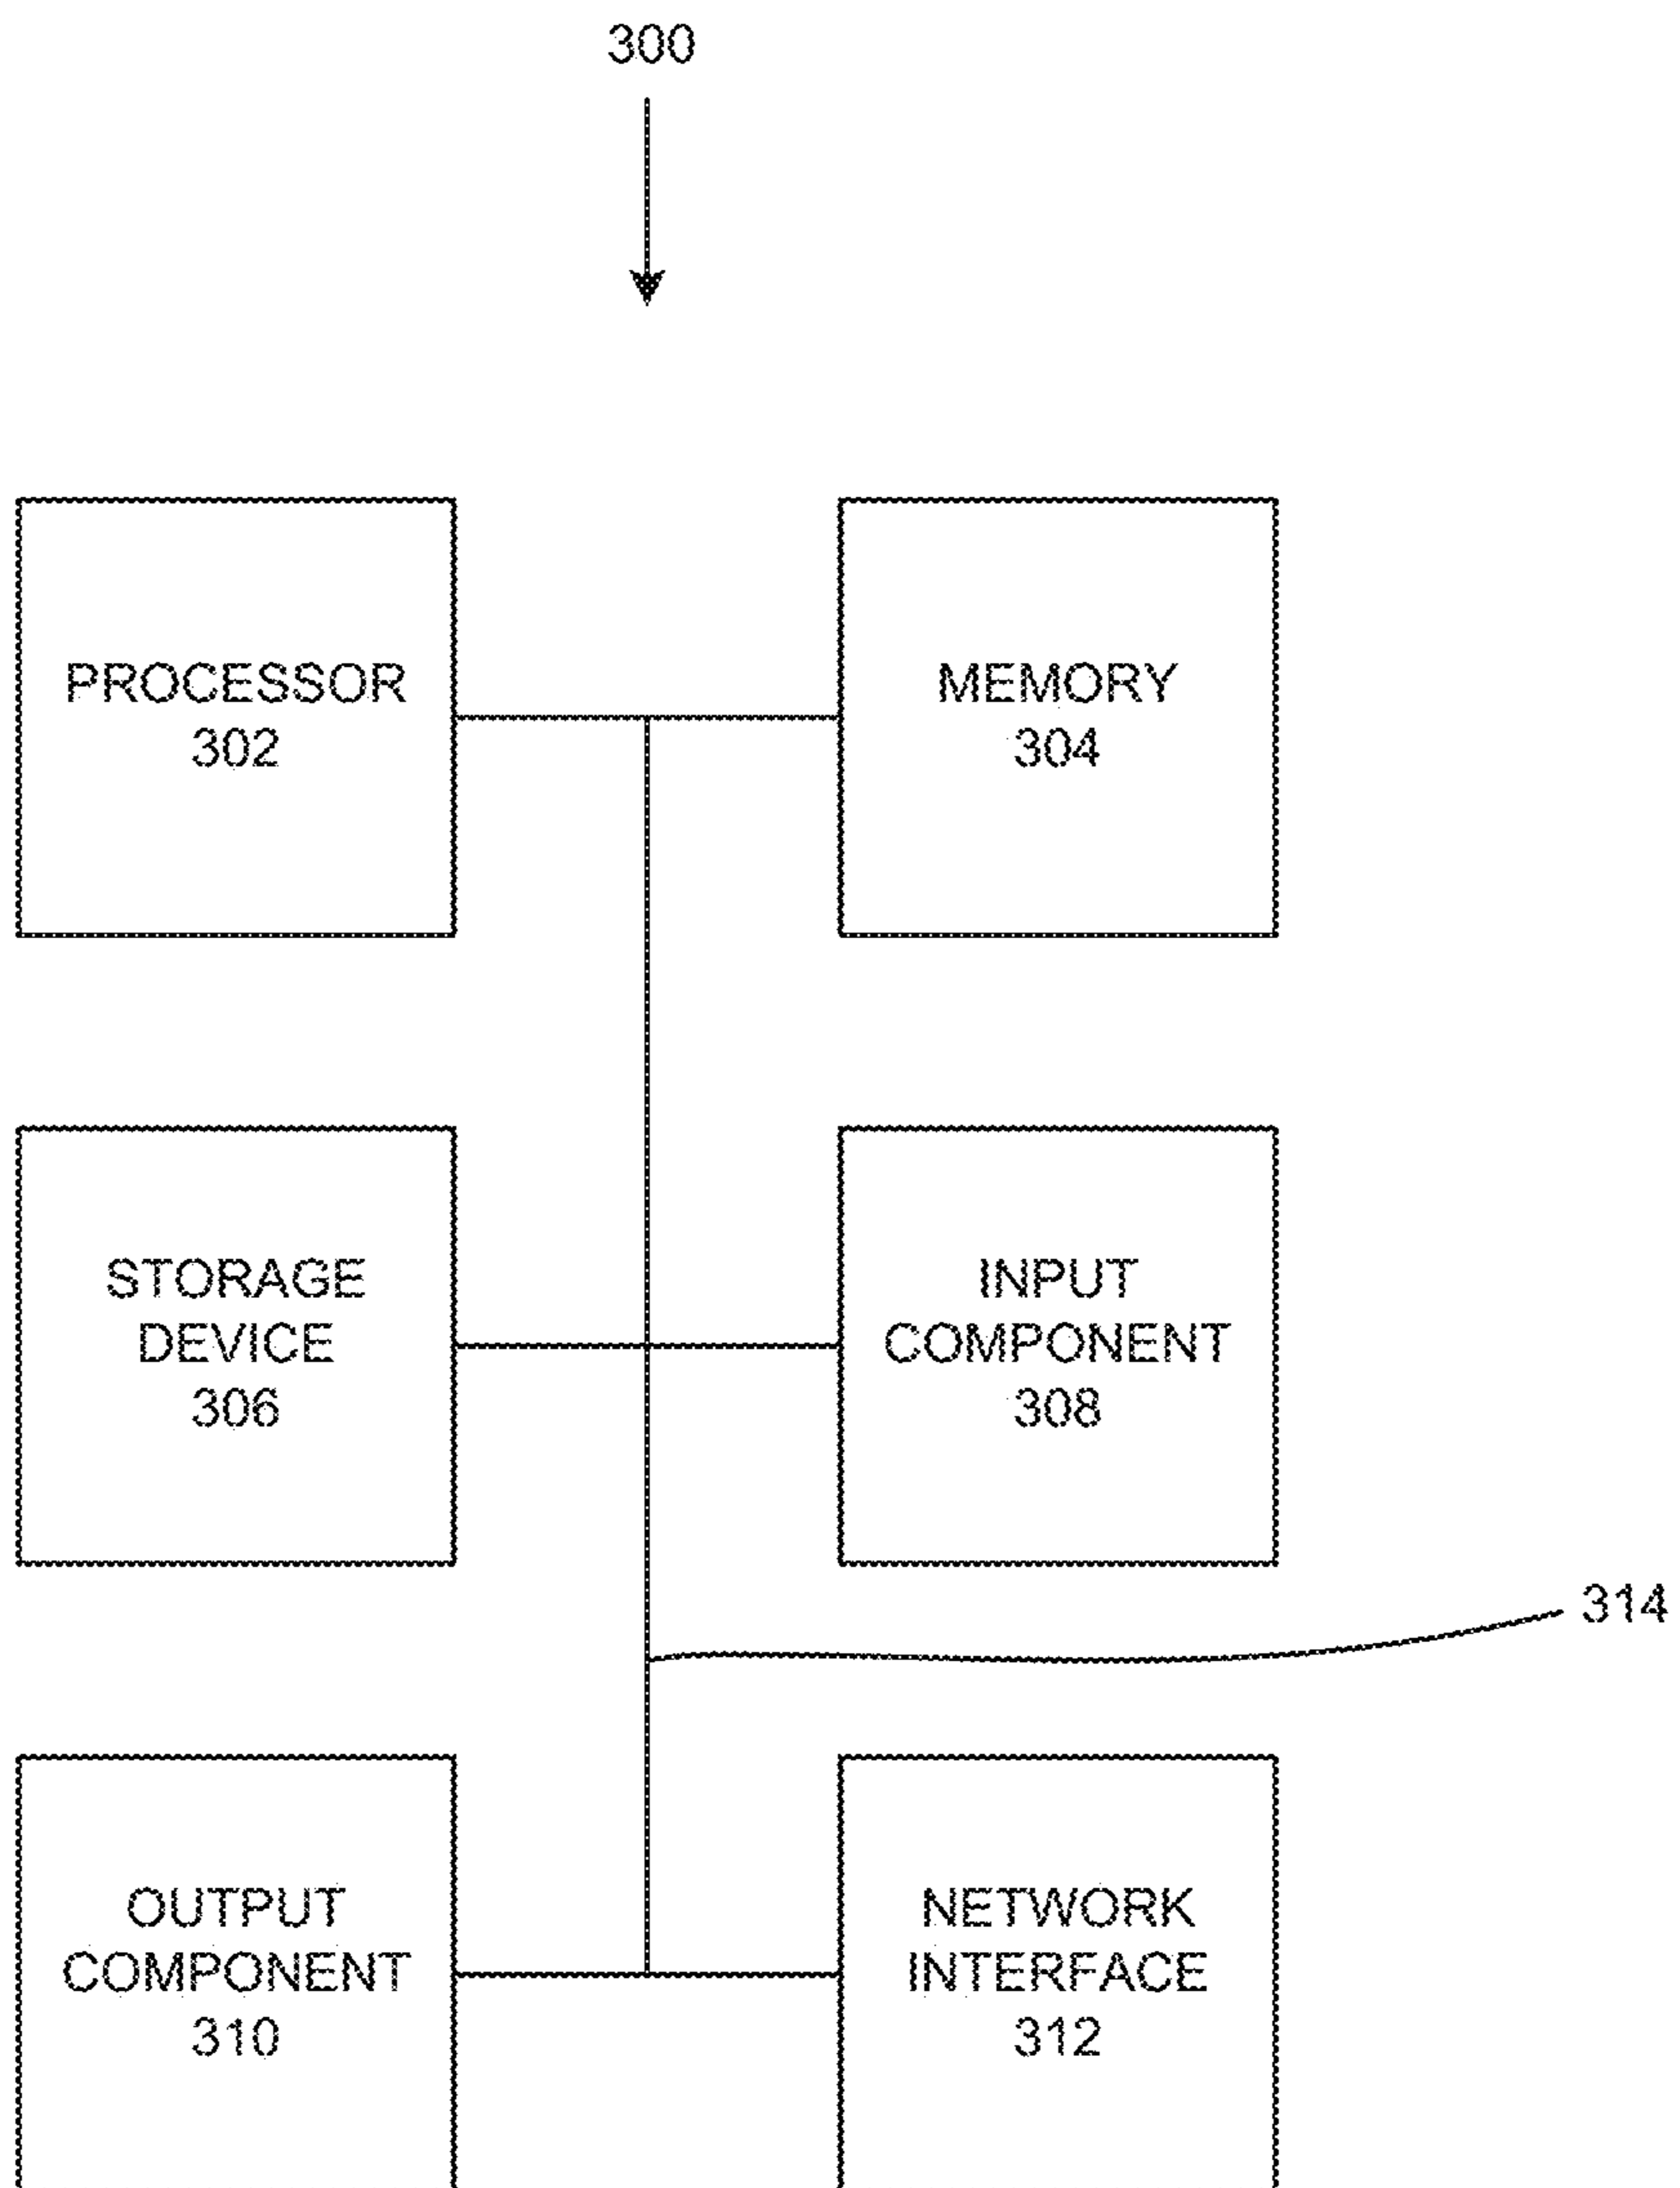 300
PROCESSOR
302
MEMORY
304
STORAGE
DEVICE
306
INPUT
COMPONENT
308
314
OUTPUT
COMPONENT
310
NETWORK
INTERFACE
312